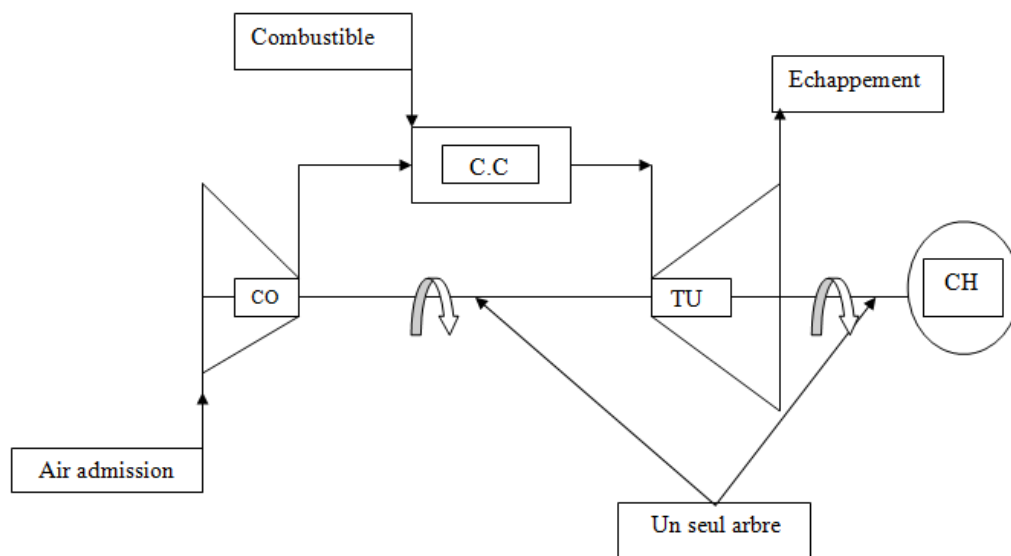 Combustible
Echappement
C.C
CO
TU
CH
Air admission
Un seul arbre